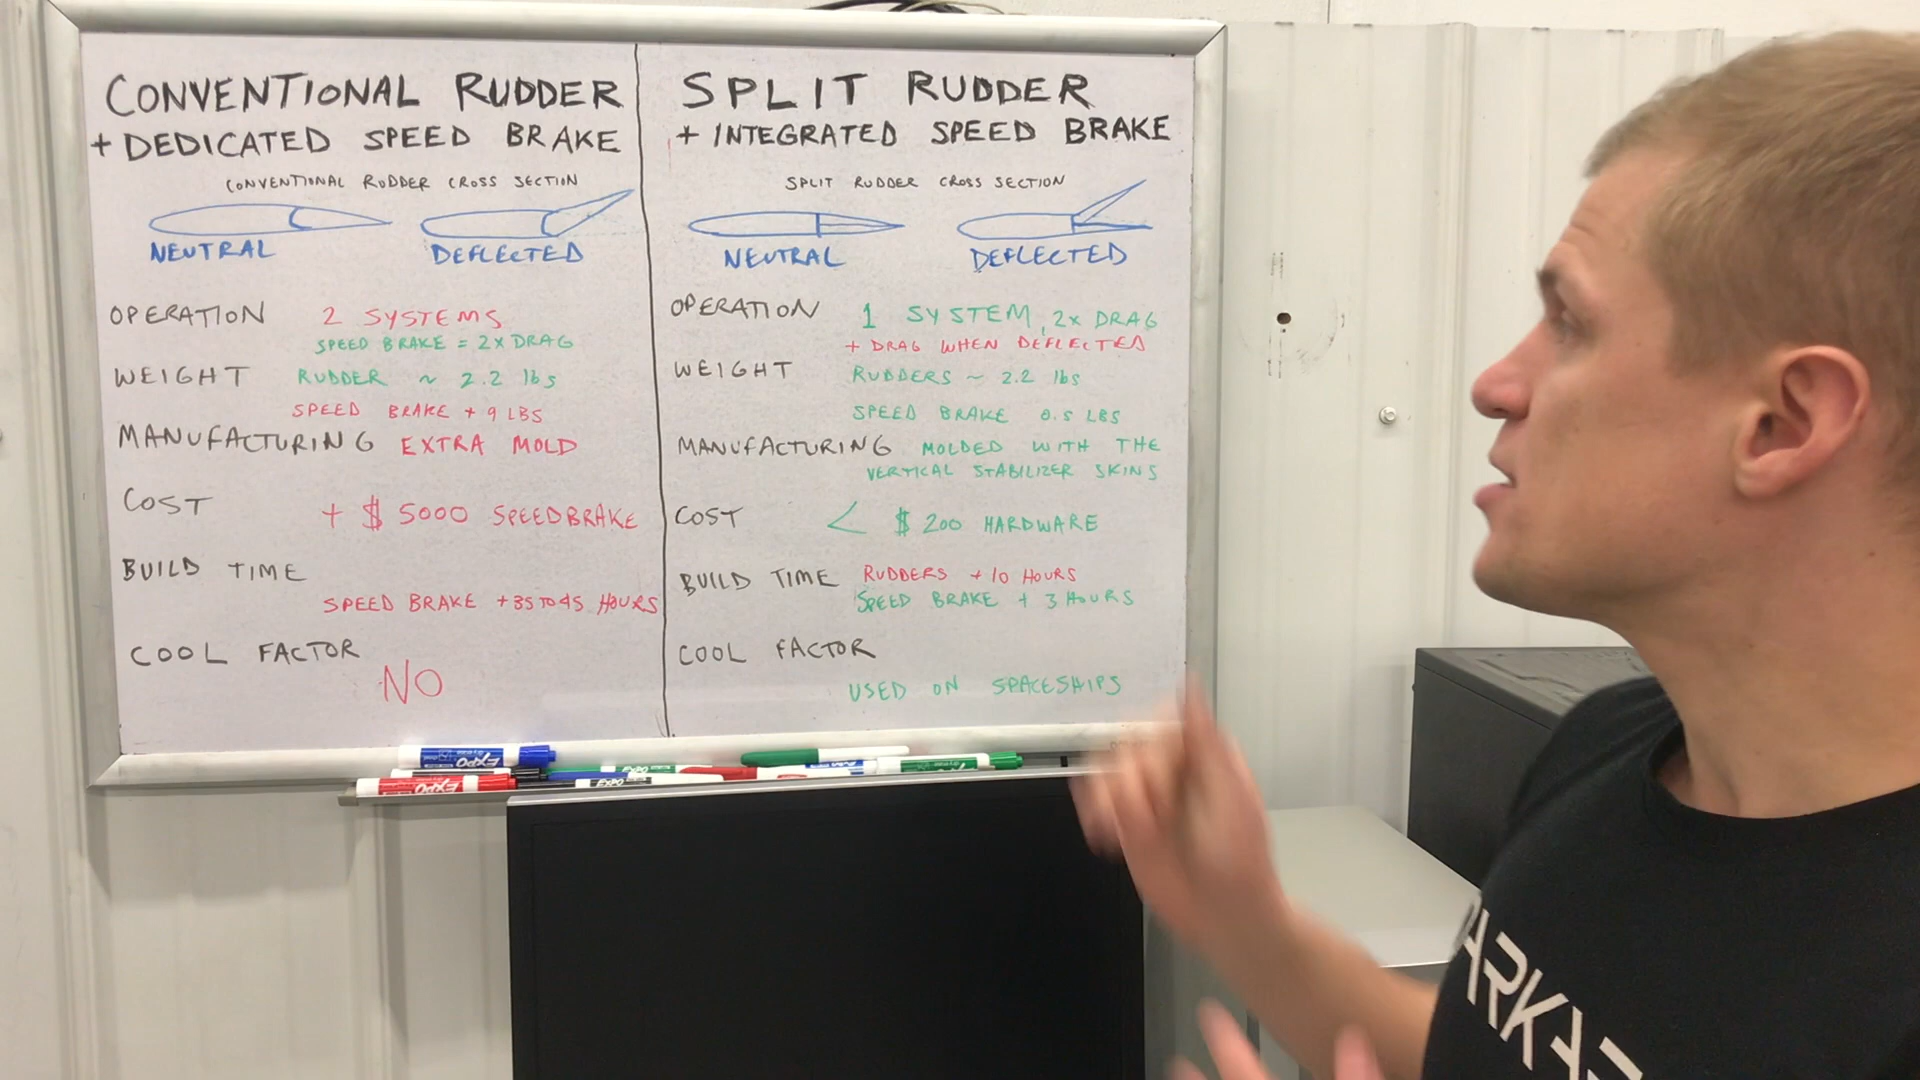 CONVENTIONAL RUDDER
+ DEDICATED SPEED BRAKE
CONVENTIONAL RUDDER CROSS SECTION
NEUTRAL
DEFLECTED
OPERATION 2 SYSTEMS
SPEED BRAKE = 2X DRAG
WEIGHT RUDDER ~ 2.2 lbs
SPEED BRAKE + 9 LBS
MANUFACTURING EXTRA MOLD
COST + $ 5000 SPEEDBRAKE
BUILD TIME
SPEED BRAKE +35 TO 45 HOURS
COOL FACTOR
NO
SPLIT RUDDER
+ INTEGRATED SPEED BRAKE
SPLIT RUDDER CROSS SECTION
NEUTRAL
DEFLECTED
OPERATION 1 SYSTEM, 2X DRAG
+ DRAG WHEN DEFLECTED
WEIGHT RUDDERS ~ 2.2 lbs
SPEED BRAKE 0.5 LBS
MANUFACTURING MOLDED WITH THE
VERTICAL STABILIZER SKINS
COST < $ 200 HARDWARE
BUILD TIME RUDDERS +10 HOURS
SPEED BRAKE + 3 HOURS
COOL FACTOR
USED ON SPACESHIPS
EXPO
EXPO